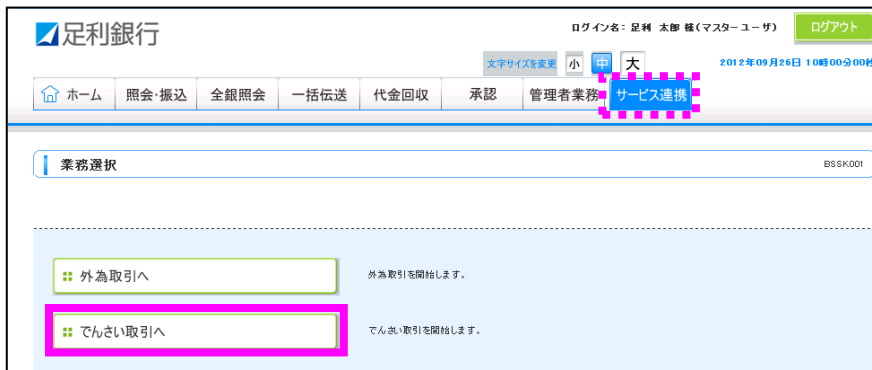 足利銀行
ログイン名：足利 太郎 様(マスターユーザ)
ログアウト
文字サイズを変更 小 中 大
2012年09月26日 10時00分00秒
ホーム 照会・振込 全銀照会 一括伝送 代金回収 承認 管理者業務 サービス連携
業務選択
BSSK001
外為取引へ
外為取引を開始します。
でんさい取引へ
でんさい取引を開始します。